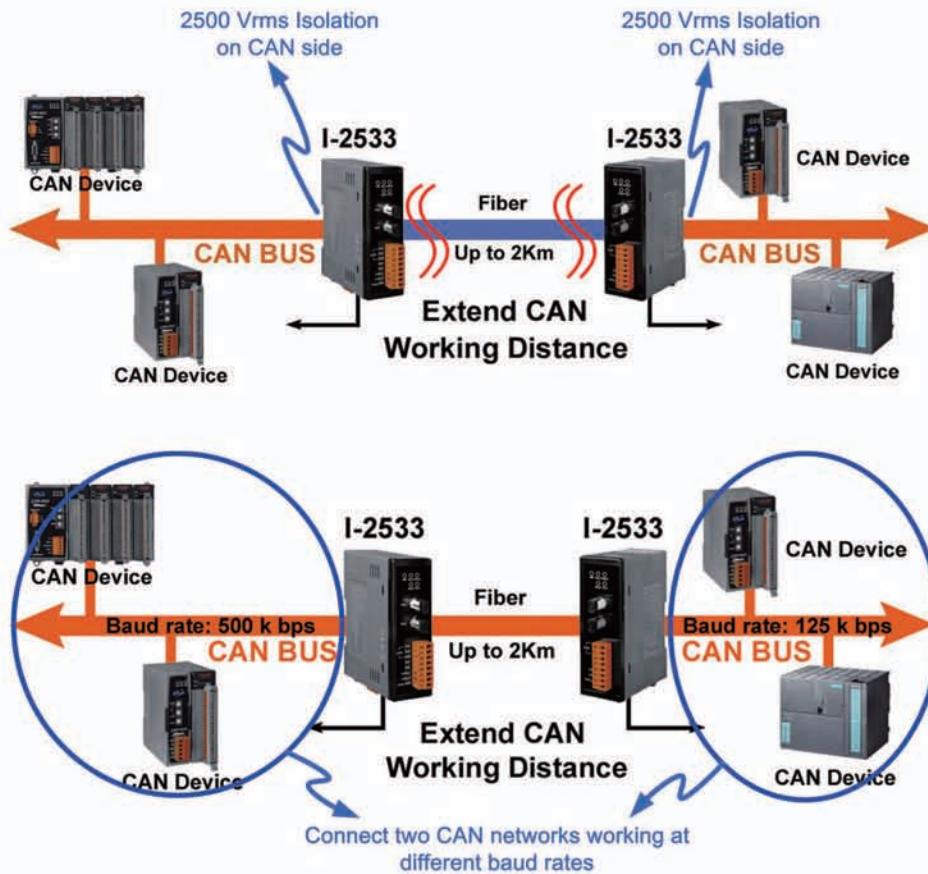 2500 Vrms Isolation
on CAN side
2500 Vrms Isolation
on CAN side
I-2533
I-2533
CAN Device
CAN Device
Fiber
CAN BUS
Up to 2Km
CAN BUS
Extend CAN
Working Distance
CAN Device
CAN Device
I-2533
I-2533
CAN Device
CAN Device
Fiber
Baud rate: 500 k bps
Baud rate: 125 k bps
CAN BUS
Up to 2Km
CAN BUS
Extend CAN
Working Distance
CAN Device
CAN Device
Connect two CAN networks working at
different baud rates